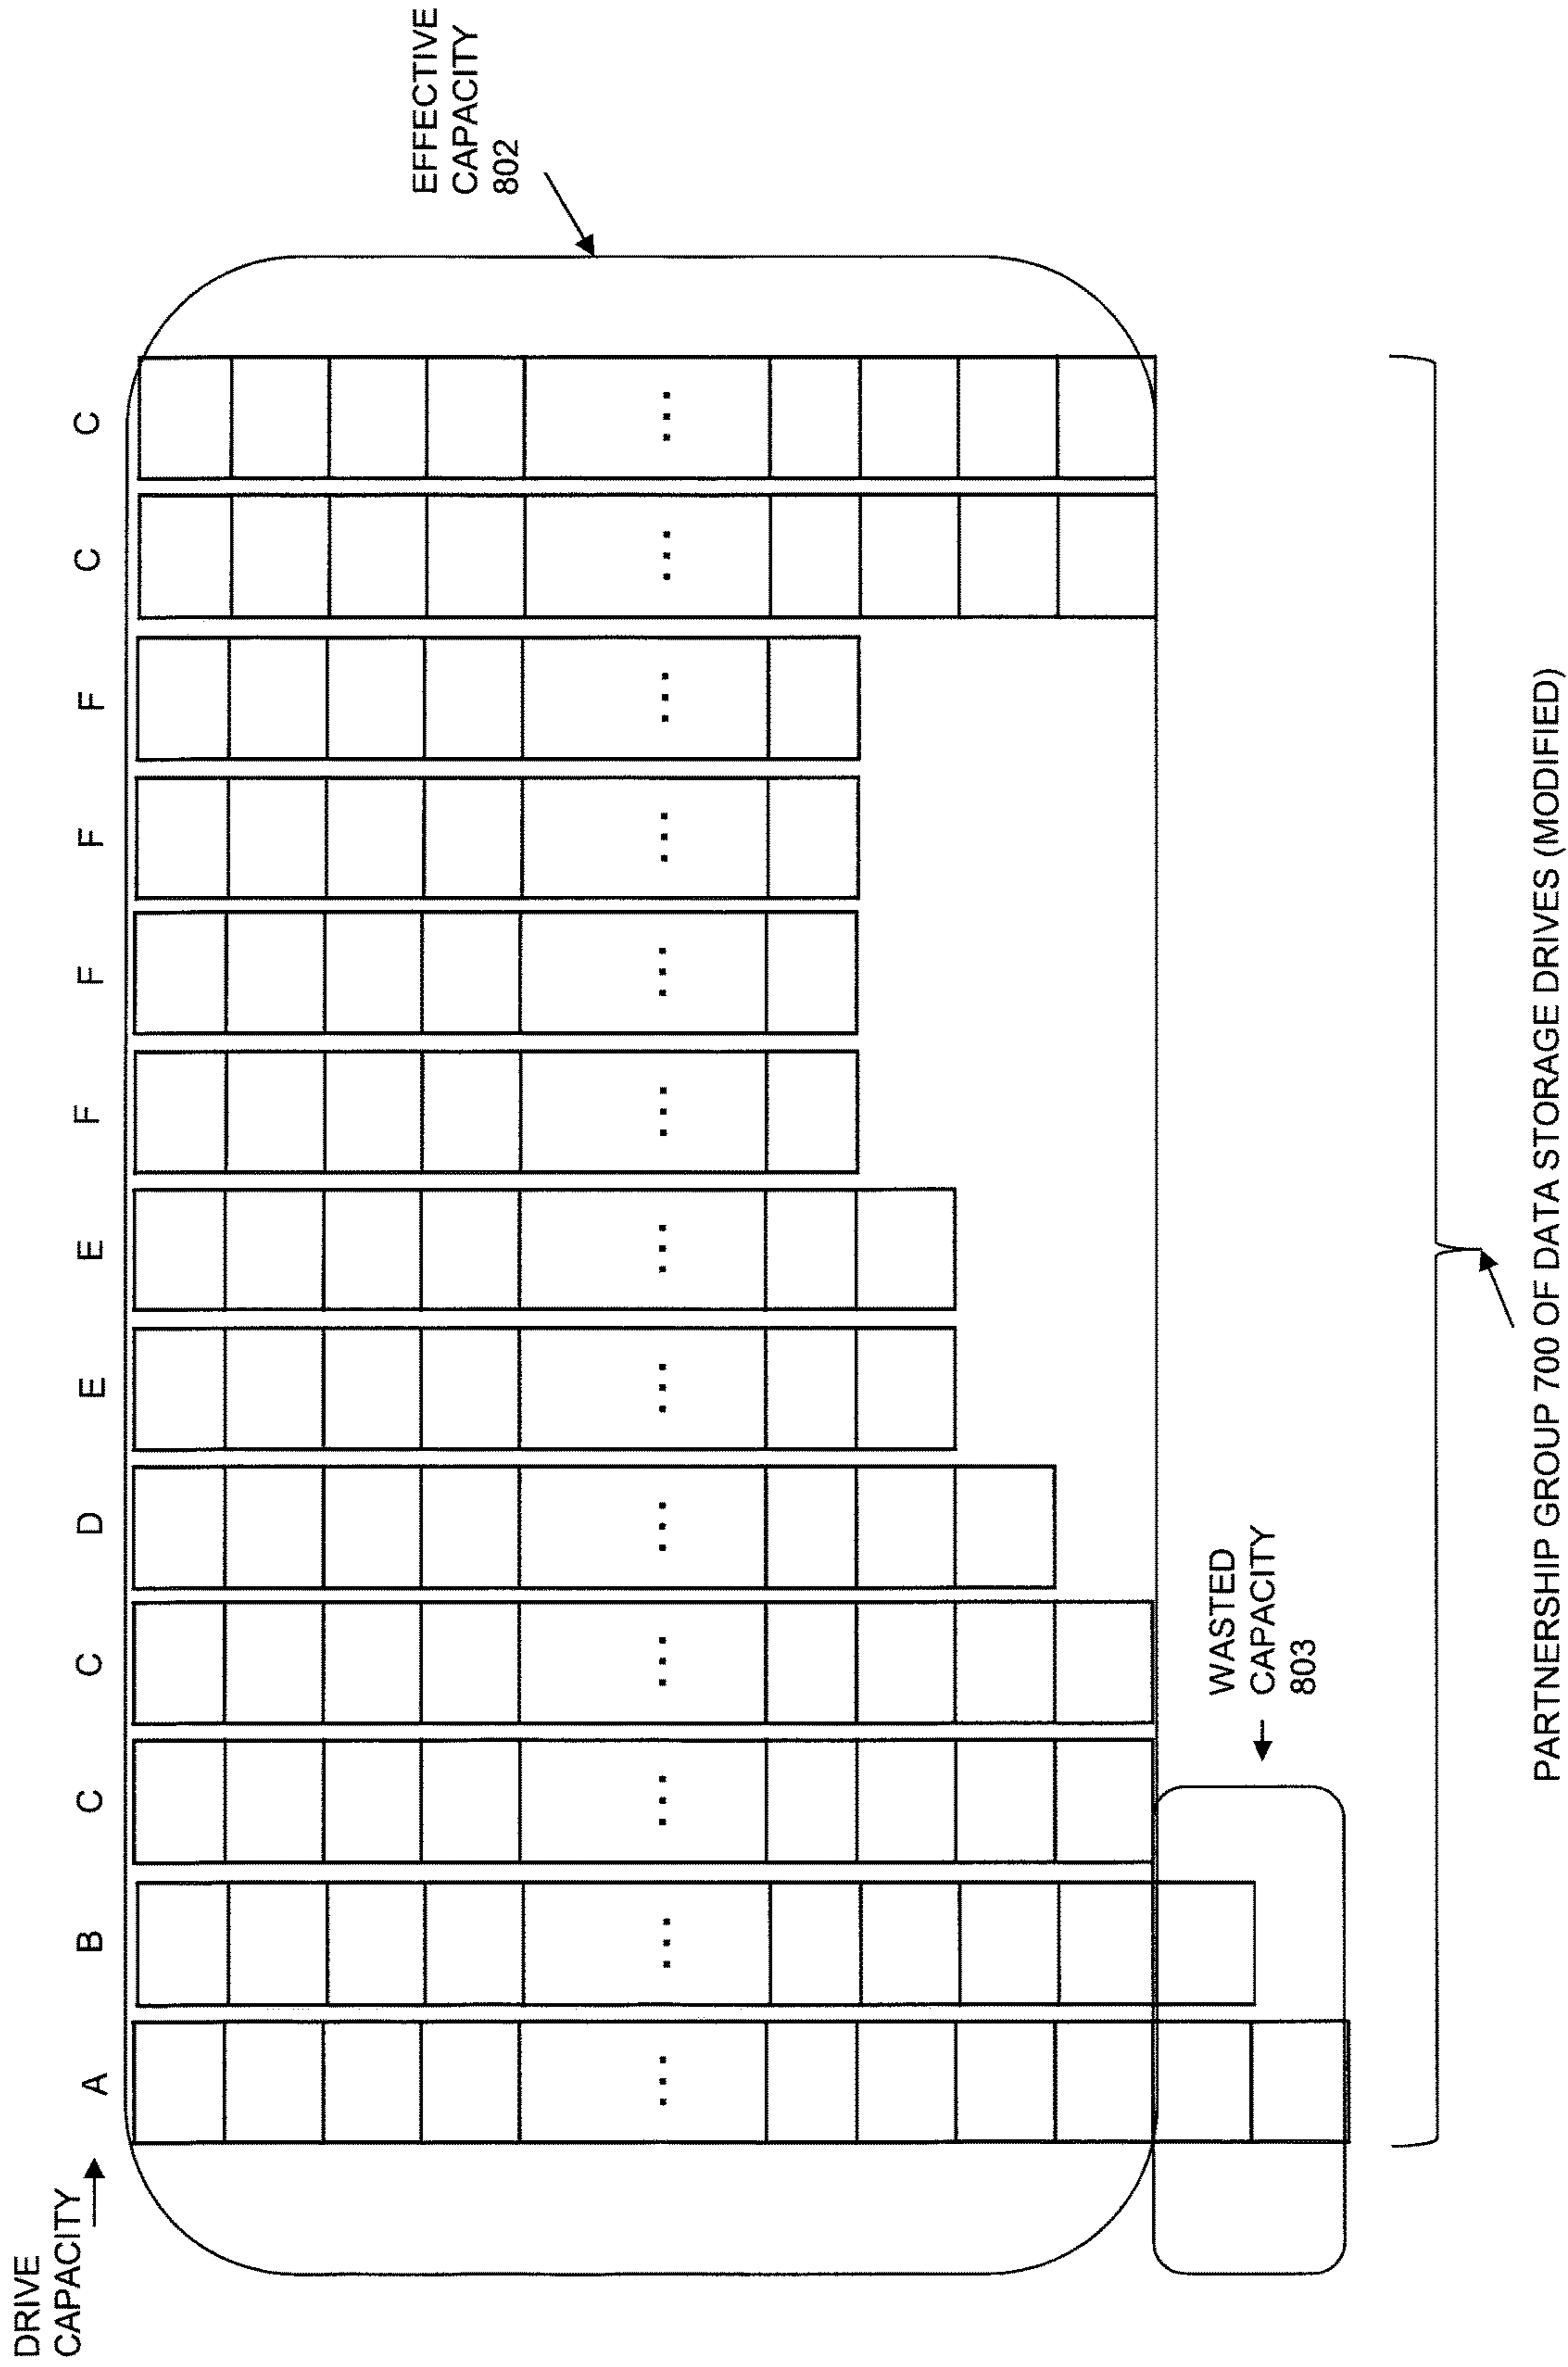 DRIVE
CAPACITY
A B C C D E E F F F F C C
EFFECTIVE
CAPACITY
802
WASTED
CAPACITY
803
PARTNERSHIP GROUP 700 OF DATA STORAGE DRIVES (MODIFIED)